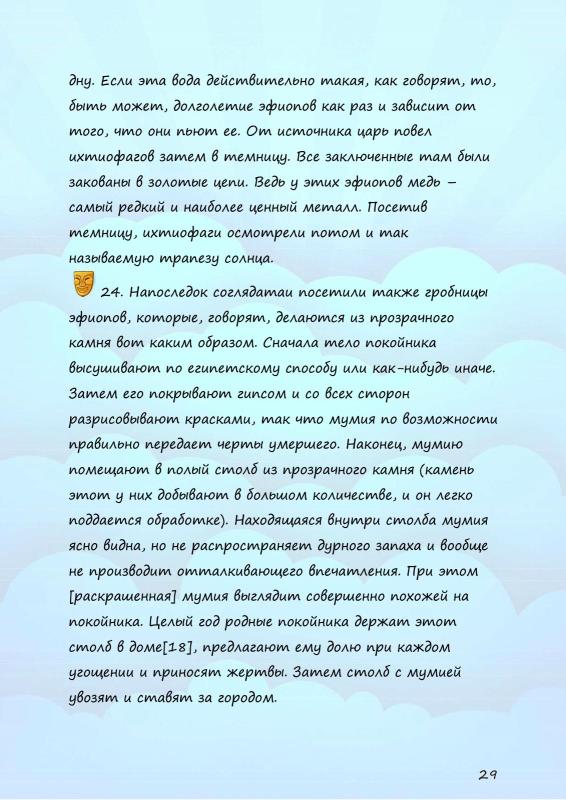 дну. Если эта вода действительно такая, как говорят, то,
быть может, долголетие эфиопов как раз и зависит от
того, что они пьют ее. От источника царь повел
ихтиофагов затем в темницу. Все заключенные там были
закованы в золотые цепи. Ведь у этих эфиопов медь –
самый редкий и наиболее ценный металл. Посетив
темницу, ихтиофаги осмотрели потом и так
называемую трапезу солнца.
24. Напоследок соглядатаи посетили также гробницы
эфиопов, которые, говорят, делаются из прозрачного
камня вот каким образом. Сначала тело покойника
высушивают по египетскому способу или как-нибудь иначе.
Затем его покрывают гипсом и со всех сторон
разрисовывают красками, так что мумия по возможности
правильно передает черты умершего. Наконец, мумию
помещают в полый столб из прозрачного камня (камень
этот у них добывают в большом количестве, и он легко
поддается обработке). Находящаяся внутри столба мумия
ясно видна, но не распространяет дурного запаха и вообще
не производит отталкивающего впечатления. При этом
[раскрашенная] мумия выглядит совершенно похожей на
покойника. Целый год родные покойника держат этот
столб в доме[18], предлагают ему долю при каждом
угощении и приносят жертвы. Затем столб с мумией
увозят и ставят за городом.
29